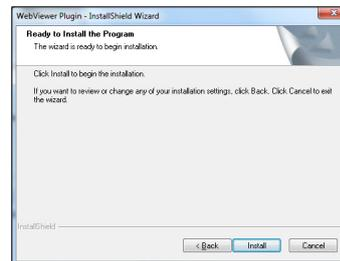 WebViewer Plugin - InstallShield Wizard
Ready to Install the Program
The wizard is ready to begin installation.
Click Install to begin the installation.
If you want to review or change any of your installation settings, click Back. Click Cancel to exit
the wizard.
InstallShield
< Back Install Cancel